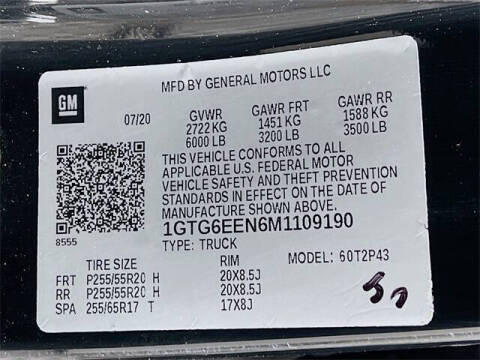 MFD BY GENERAL MOTORS LLC
GM
07/20
GVWR GAWR FRT GAWR RR
2722 KG 1451 KG 1588 KG
6000 LB 3200 LB 3500 LB
THIS VEHICLE CONFORMS TO ALL
APPLICABLE U.S. FEDERAL MOTOR
VEHICLE SAFETY AND THEFT PREVENTION
STANDARDS IN EFFECT ON THE DATE OF
MANUFACTURE SHOWN ABOVE.
1GTG6EEN6M1109190
8555
TYPE: TRUCK MODEL: 60T2P43
TIRE SIZE RIM
FRT P255/55R20 H 20X8.5J
RR P255/55R20 H 20X8.5J
SPA 255/65R17 T 17X8J